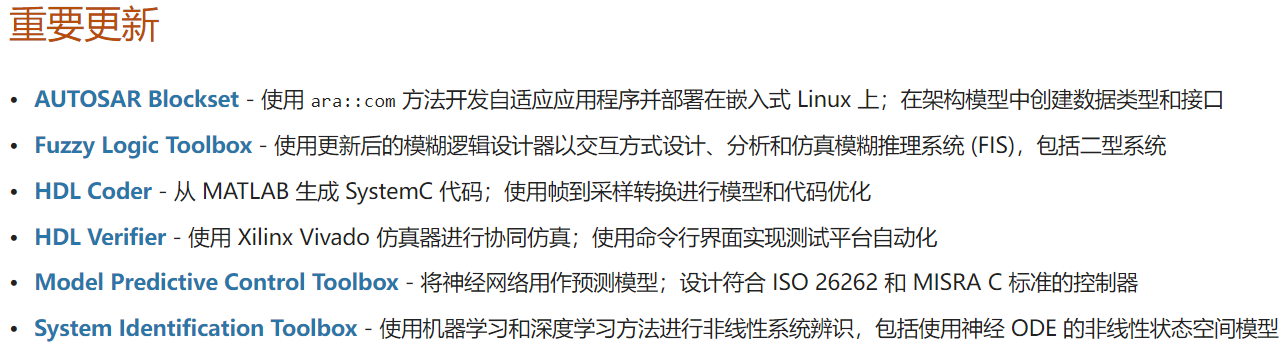 重要更新
• AUTOSAR Blockset - 使用 ara::com 方法开发自适应应用程序并部署在嵌入式 Linux 上；在架构模型中创建数据类型和接口
• Fuzzy Logic Toolbox - 使用更新后的模糊逻辑设计器以交互方式设计、分析和仿真模糊推理系统 (FIS)，包括二型系统
• HDL Coder - 从 MATLAB 生成 SystemC 代码；使用帧到采样转换进行模型和代码优化
• HDL Verifier - 使用 Xilinx Vivado 仿真器进行协同仿真；使用命令行界面实现测试平台自动化
• Model Predictive Control Toolbox - 将神经网络用作预测模型；设计符合 ISO 26262 和 MISRA C 标准的控制器
• System Identification Toolbox - 使用机器学习和深度学习方法进行非线性系统辨识，包括使用神经 ODE 的非线性状态空间模型